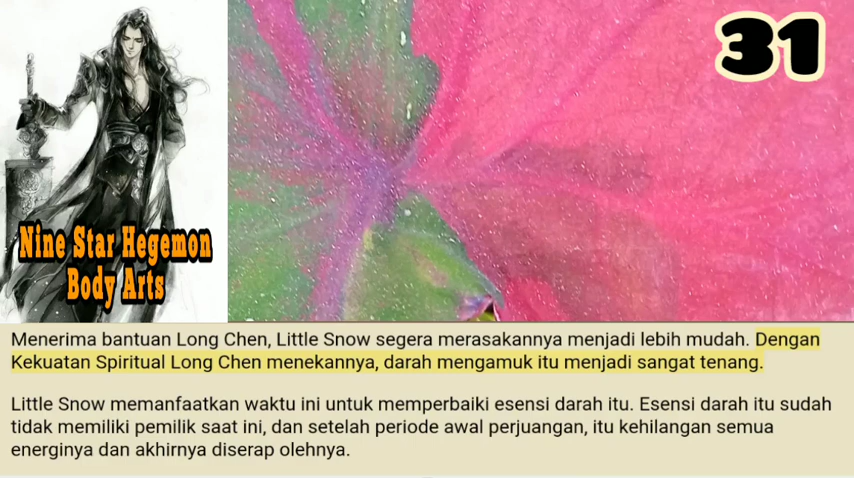 31
Nine Star Hegemon
Body Arts
Menerima bantuan Long Chen, Little Snow segera merasakannya menjadi lebih mudah. Dengan
Kekuatan Spiritual Long Chen menekannya, darah mengamuk itu menjadi sangat tenang.
Little Snow memanfaatkan waktu ini untuk memperbaiki esensi darah itu. Esensi darah itu sudah
tidak memiliki pemilik saat ini, dan setelah periode awal perjuangan, itu kehilangan semua
energinya dan akhirnya diserap olehnya.